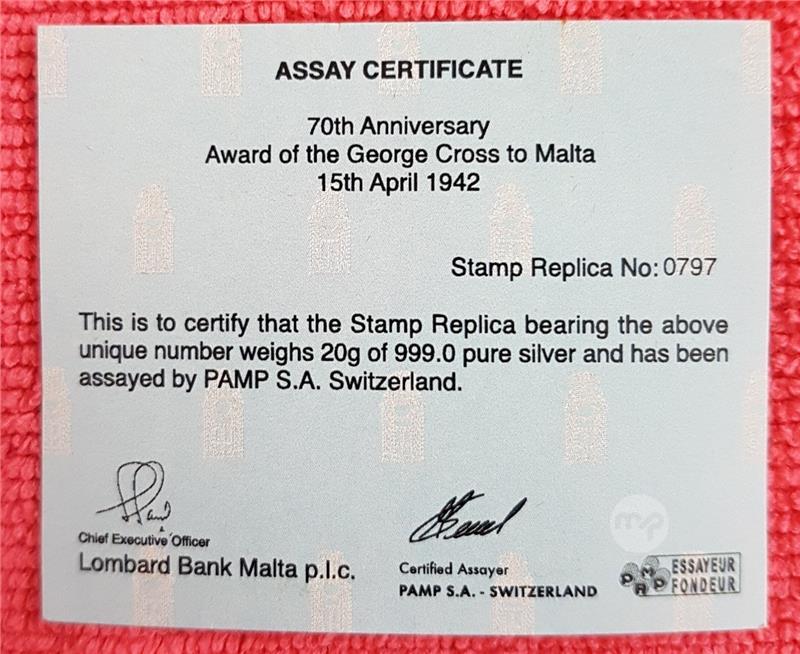 ASSAY CERTIFICATE
70th Anniversary
Award of the George Cross to Malta
15th April 1942
Stamp Replica No: 0797
This is to certify that the Stamp Replica bearing the above
unique number weighs 20g of 999.0 pure silver and has been
assayed by PAMP S.A. Switzerland.
Chief Executive Officer
Lombard Bank Malta p.l.c.
Certified Assayer
PAMP S.A. - SWITZERLAND
mp
PAMP
ESSAYEUR
FONDEUR